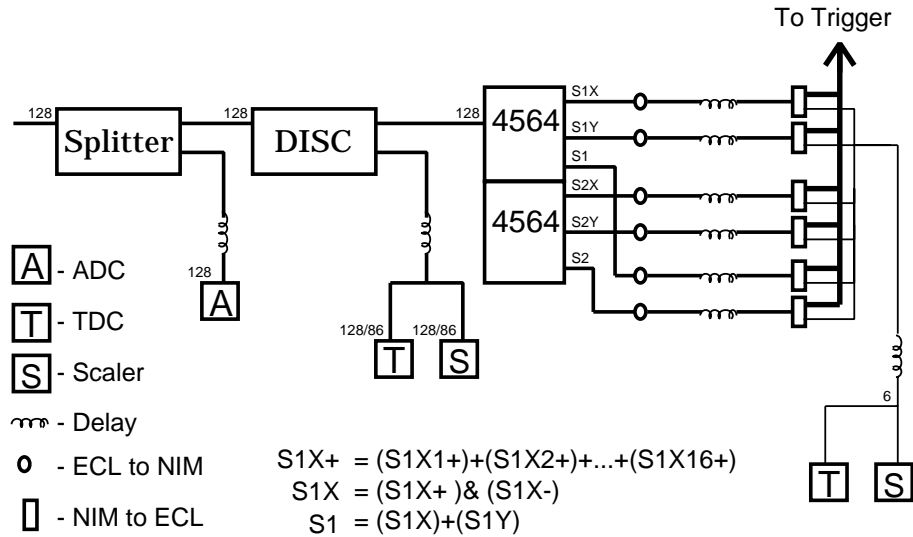 To Trigger
128
Splitter
128
DISC
128
4564
S1X
S1Y
S1
4564
S2X
S2Y
S2
128
A
128/86
T
128/86
S
6
T
S
A - ADC
T - TDC
S - Scaler
- Delay
- ECL to NIM
- NIM to ECL
S1X+ = (S1X1+)+(S1X2+)+...+(S1X16+)
S1X = (S1X+ )& (S1X-)
S1 = (S1X)+(S1Y)